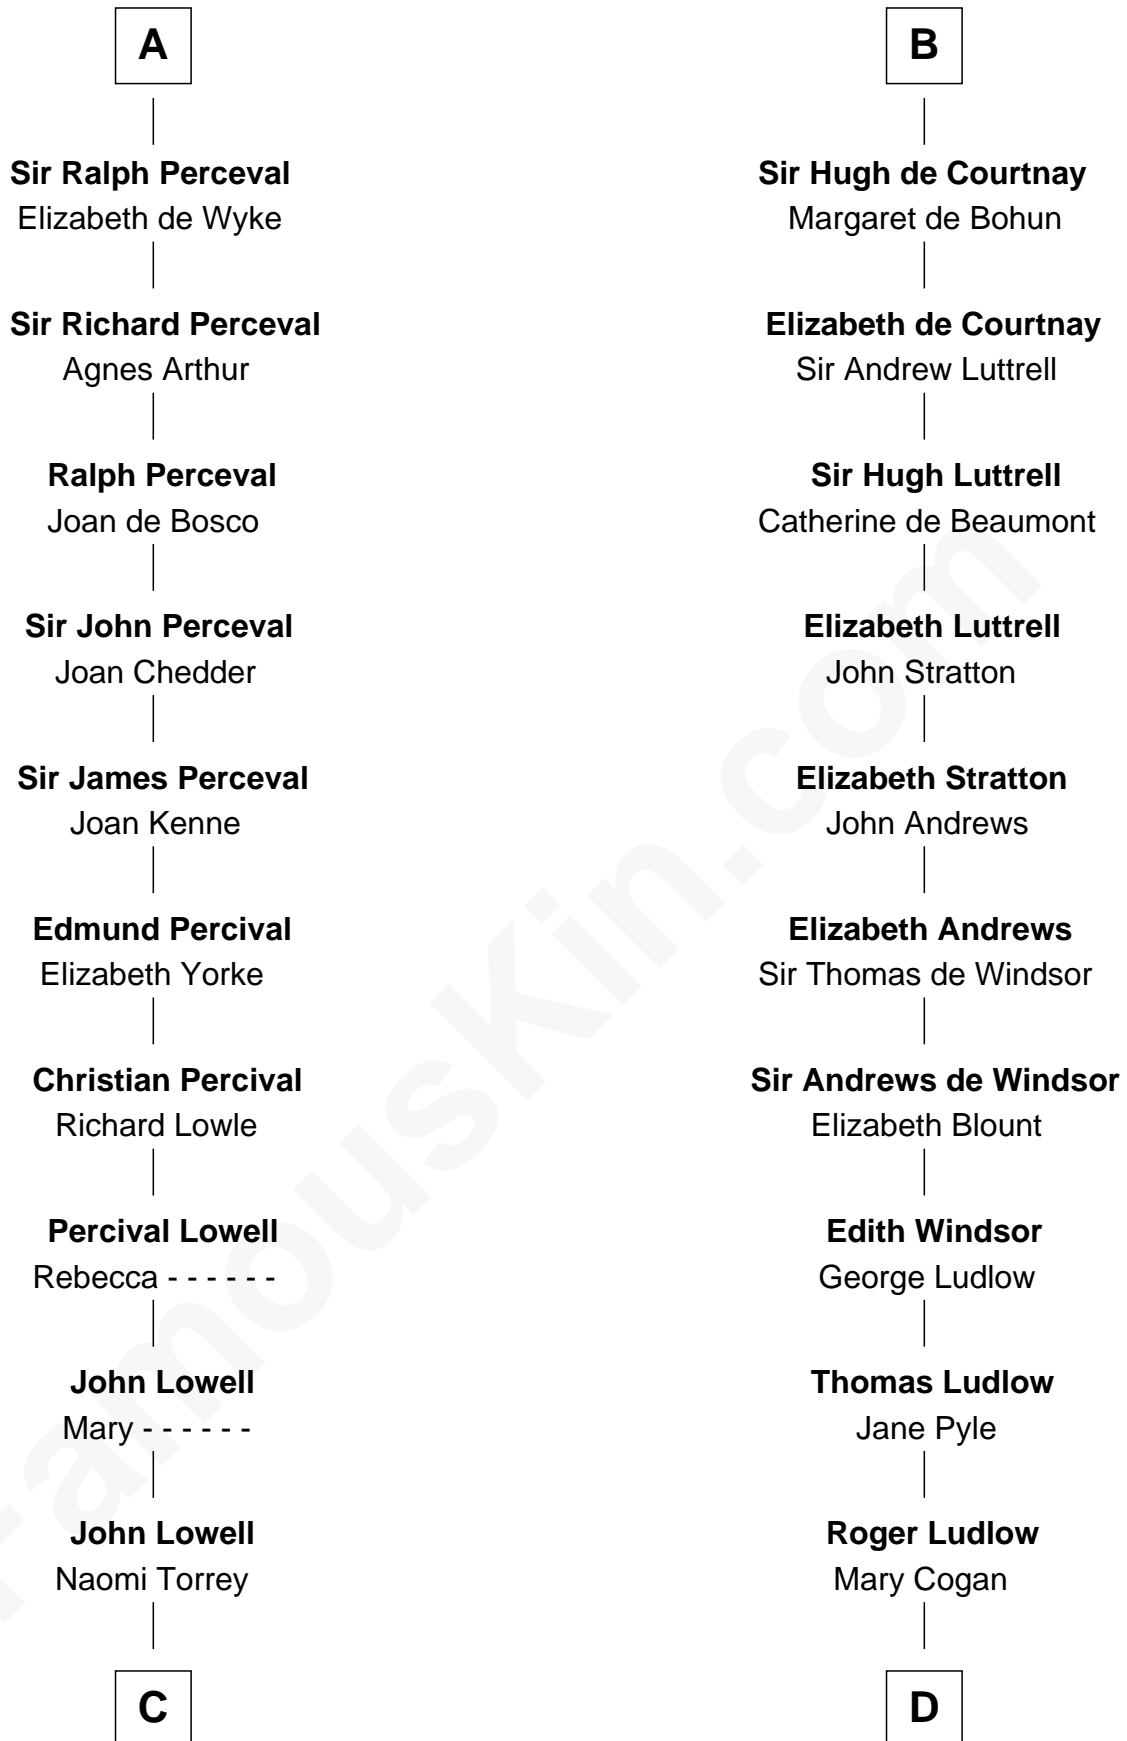 A
Sir Ralph Perceval
Elizabeth de Wyke
Sir Richard Perceval
Agnes Arthur
Ralph Perceval
Joan de Bosco
Sir John Perceval
Joan Chedder
Sir James Perceval
Joan Kenne
Edmund Percival
Elizabeth Yorke
Christian Percival
Richard Lowle
Percival Lowell
Rebecca - - - - - -
John Lowell
Mary - - - - - -
John Lowell
Naomi Torrey
C
B
Sir Hugh de Courtnay
Margaret de Bohun
Elizabeth de Courtnay
Sir Andrew Luttrell
Sir Hugh Luttrell
Catherine de Beaumont
Elizabeth Luttrell
John Stratton
Elizabeth Stratton
John Andrews
Elizabeth Andrews
Sir Thomas de Windsor
Sir Andrews de Windsor
Elizabeth Blount
Edith Windsor
George Ludlow
Thomas Ludlow
Jane Pyle
Roger Ludlow
Mary Cogan
D
FamousKin.com